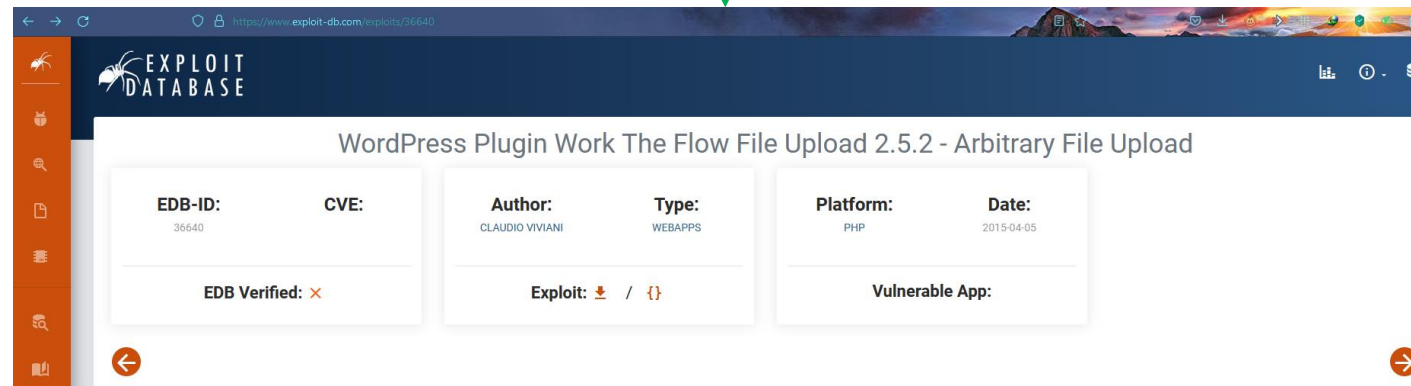 https://www.exploit-db.com/exploits/36640
EXPLOIT
DATABASE
WordPress Plugin Work The Flow File Upload 2.5.2 - Arbitrary File Upload
EDB-ID: CVE:
36640
EDB Verified: ×
Author: Type:
CLAUDIO VIVIANI WEBAPPS
Exploit: / {}
Platform: Date:
PHP 2015-04-05
Vulnerable App: